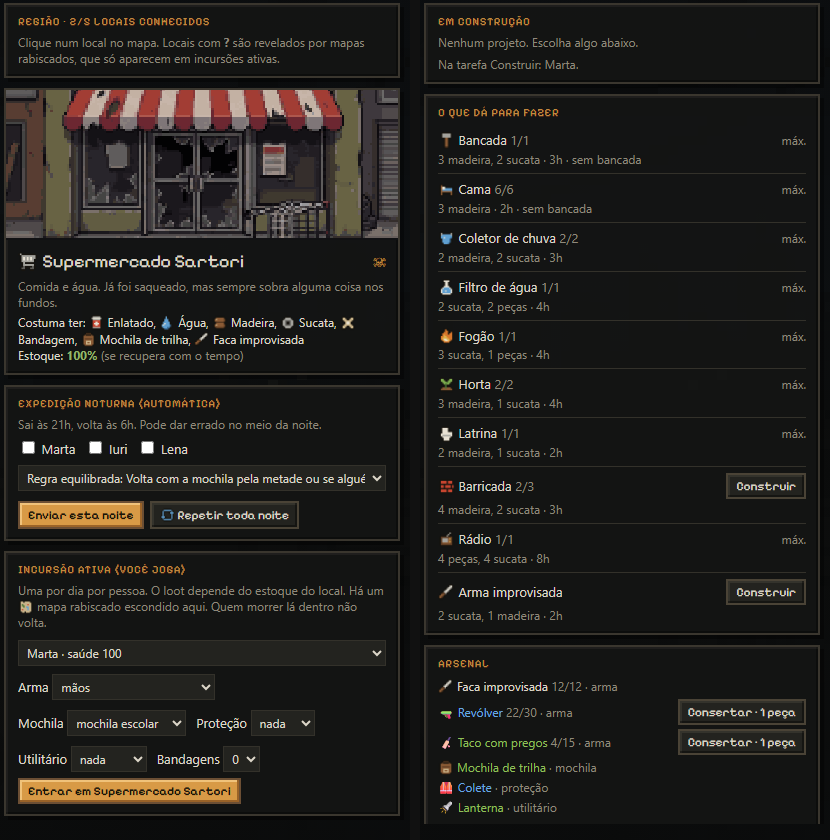 REGIÃO · 2/5 LOCAIS CONHECIDOS
Clique num local no mapa. Locais com ? são revelados por mapas
rabiscados, que só aparecem em incursões ativas.
Supermercado Sartori
Comida e água. Já foi saqueado, mas sempre sobra alguma coisa nos
fundos.
Costuma ter: Enlatado, Água, Madeira, Sucata,
Bandagem, Mochila de trilha, Faca improvisada
Estoque: 100% (se recupera com o tempo)
EXPEDIÇÃO NOTURNA (AUTOMÁTICA)
Sai às 21h, volta às 6h. Pode dar errado no meio da noite.
Marta Iuri Lena
Regra equilibrada: Volta com a mochila pela metade ou se algué
Enviar esta noite Repetir toda noite
INCURSÃO ATIVA (VOCÊ JOGA)
Uma por dia por pessoa. O loot depende do estoque do local. Há um
mapa rabiscado escondido aqui. Quem morrer lá dentro não
volta.
Marta · saúde 100
Arma mãos
Mochila mochila escolar Proteção nada
Utilitário nada Bandagens 0
Entrar em Supermercado Sartori
EM CONSTRUÇÃO
Nenhum projeto. Escolha algo abaixo.
Na tarefa Construir: Marta.
O QUE DÁ PARA FAZER
Bancada 1/1 máx.
3 madeira, 2 sucata · 3h · sem bancada
Cama 6/6 máx.
3 madeira · 2h · sem bancada
Coletor de chuva 2/2 máx.
2 madeira, 2 sucata · 3h
Filtro de água 1/1 máx.
2 sucata, 2 peças · 4h
Fogão 1/1 máx.
3 sucata, 1 peças · 4h
Horta 2/2 máx.
3 madeira, 1 sucata · 4h
Latrina 1/1 máx.
2 madeira, 1 sucata · 2h
Barricada 2/3 Construir
4 madeira, 2 sucata · 3h
Rádio 1/1 máx.
4 peças, 4 sucata · 8h
Arma improvisada Construir
2 sucata, 1 madeira · 2h
ARSENAL
Faca improvisada 12/12 · arma
Revólver 22/30 · arma Consertar · 1 peça
Taco com pregos 4/15 · arma Consertar · 1 peça
Mochila de trilha · mochila
Colete · proteção
Lanterna · utilitário